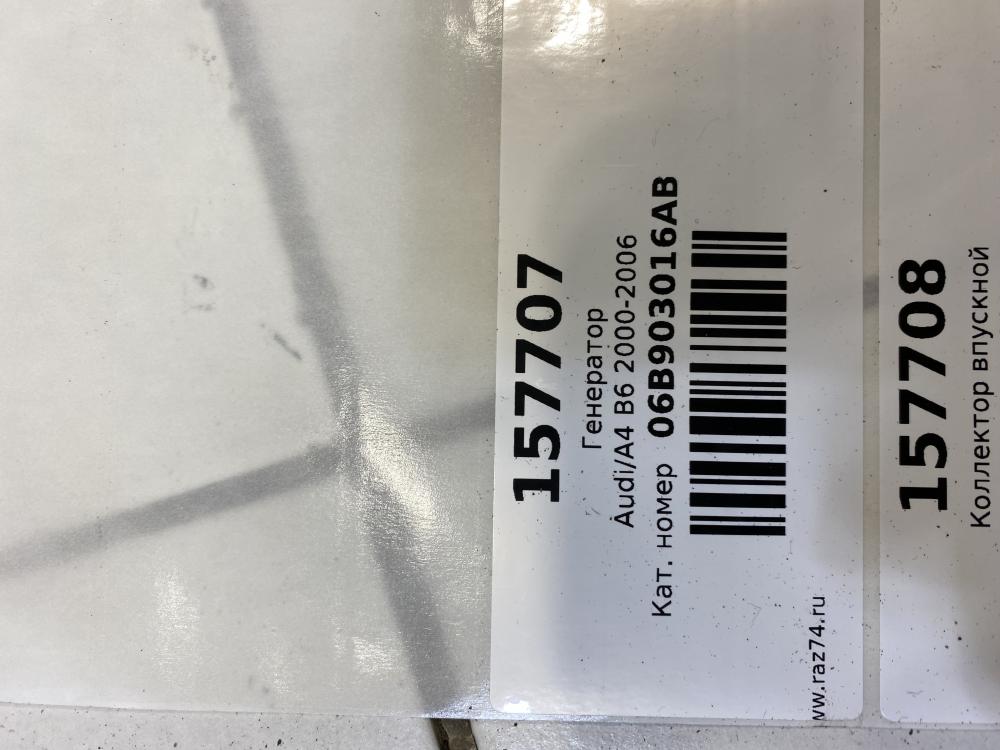 157707
Генератор
Audi/A4 B6 2000-2006
Кат. номер 06B903016AB
ww.raz74.ru
157708
Коллектор впускной